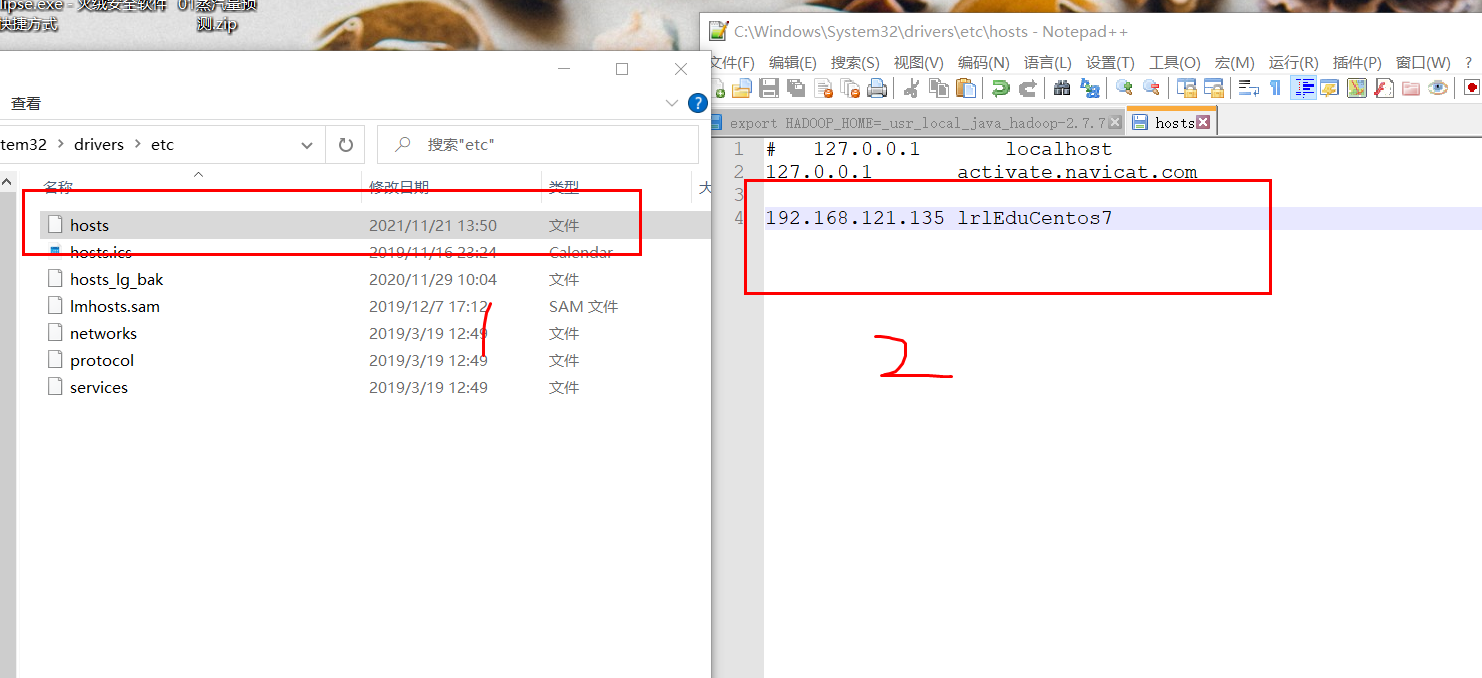 lipse.exe - 火绒安全软件
快捷方式
01蒸汽量预
测.zip
查看
tem32 > drivers > etc
搜索"etc"
名称 修改日期 类型 大
hosts 2021/11/21 13:50 文件
hosts.ics 2019/11/16 23:24 Calendar
hosts_lg_bak 2020/11/29 10:04 文件
lmhosts.sam 2019/12/7 17:12 SAM 文件
networks 2019/3/19 12:49 文件
protocol 2019/3/19 12:49 文件
services 2019/3/19 12:49 文件
1
C:\Windows\System32\drivers\etc\hosts - Notepad++
文件(F) 编辑(E) 搜索(S) 视图(V) 编码(N) 语言(L) 设置(T) 工具(O) 宏(M) 运行(R) 插件(P) 窗口(W) ?
export HADOOP_HOME=_usr_local_java_hadoop-2.7.7 hosts
1 # 127.0.0.1 localhost
2 127.0.0.1 activate.navicat.com
3
4 192.168.121.135 lrlEduCentos7
2